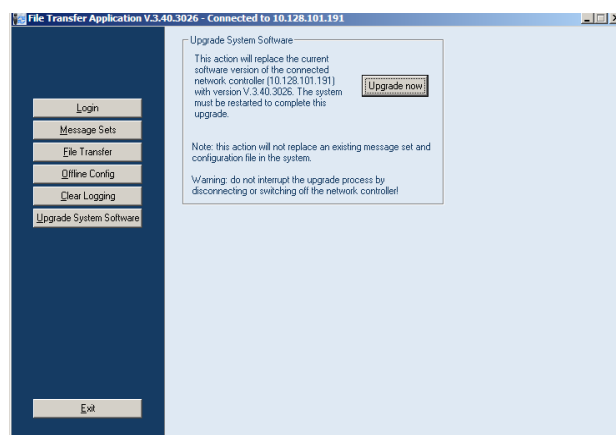 File Transfer Application V.3.40.3026 - Connected to 10.128.101.191
Login
Message Sets
File Transfer
Offline Config
Clear Logging
Upgrade System Software
Exit
Upgrade System Software
This action will replace the current
software version of the connected
network controller (10.128.101.191)
with version V.3.40.3026. The system
must be restarted to complete this
upgrade.
Upgrade now
Note: this action will not replace an existing message set and
configuration file in the system.
Warning: do not interrupt the upgrade process by
disconnecting or switching off the network controller!